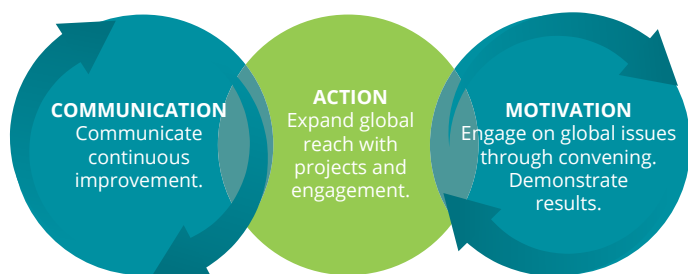 COMMUNICATION
Communicate
continuous
improvement.
ACTION
Expand global
reach with
projects and
engagement.
MOTIVATION
Engage on global issues
through convening.
Demonstrate
results.